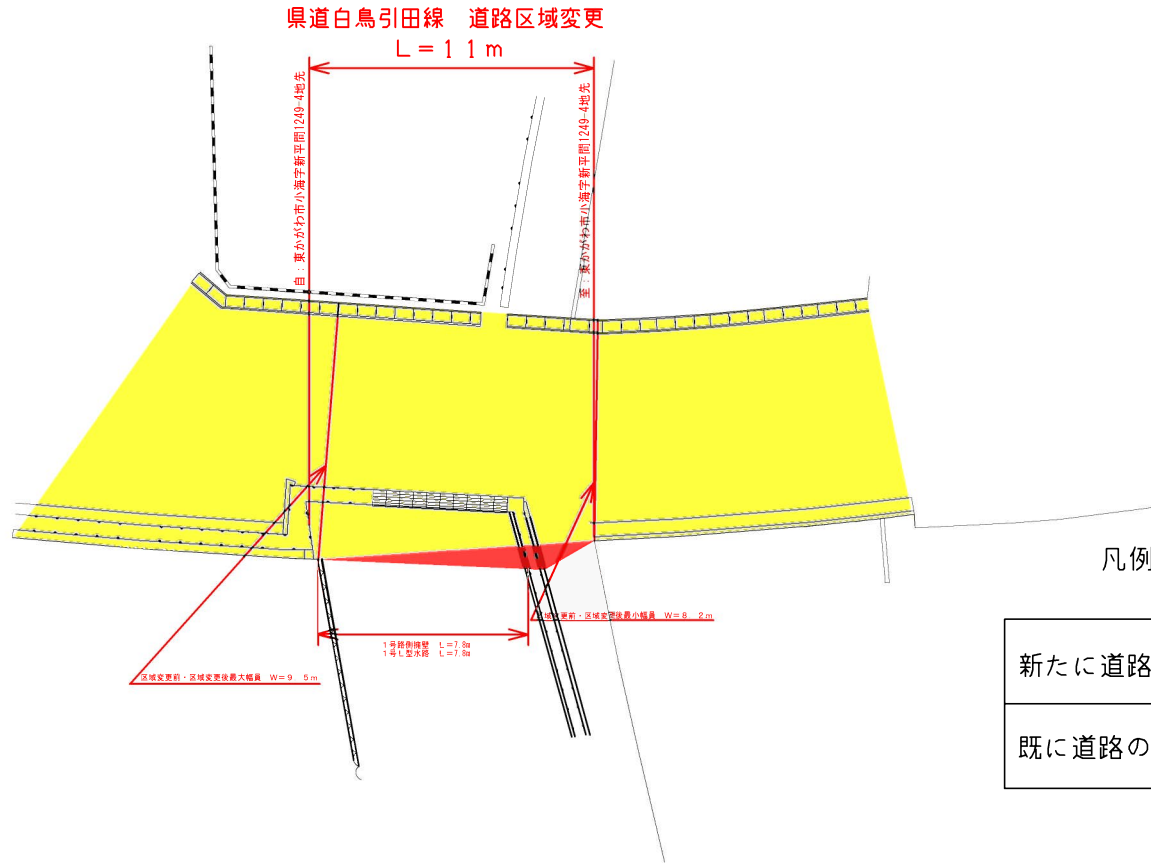 県道白鳥引田線　道路区域変更
Ｌ＝１１ｍ
自：東かがわ市小海字新平間1249-4地先
至：東かがわ市小海字新平間1249-4地先
凡例
区域変更前・区域変更後最小幅員　Ｗ＝８　２ｍ
1号路側擁壁　L=7.8m
1号L型水路　L=7.8m
区域変更前・区域変更後最大幅員　Ｗ＝９　５ｍ
新たに道路
既に道路の